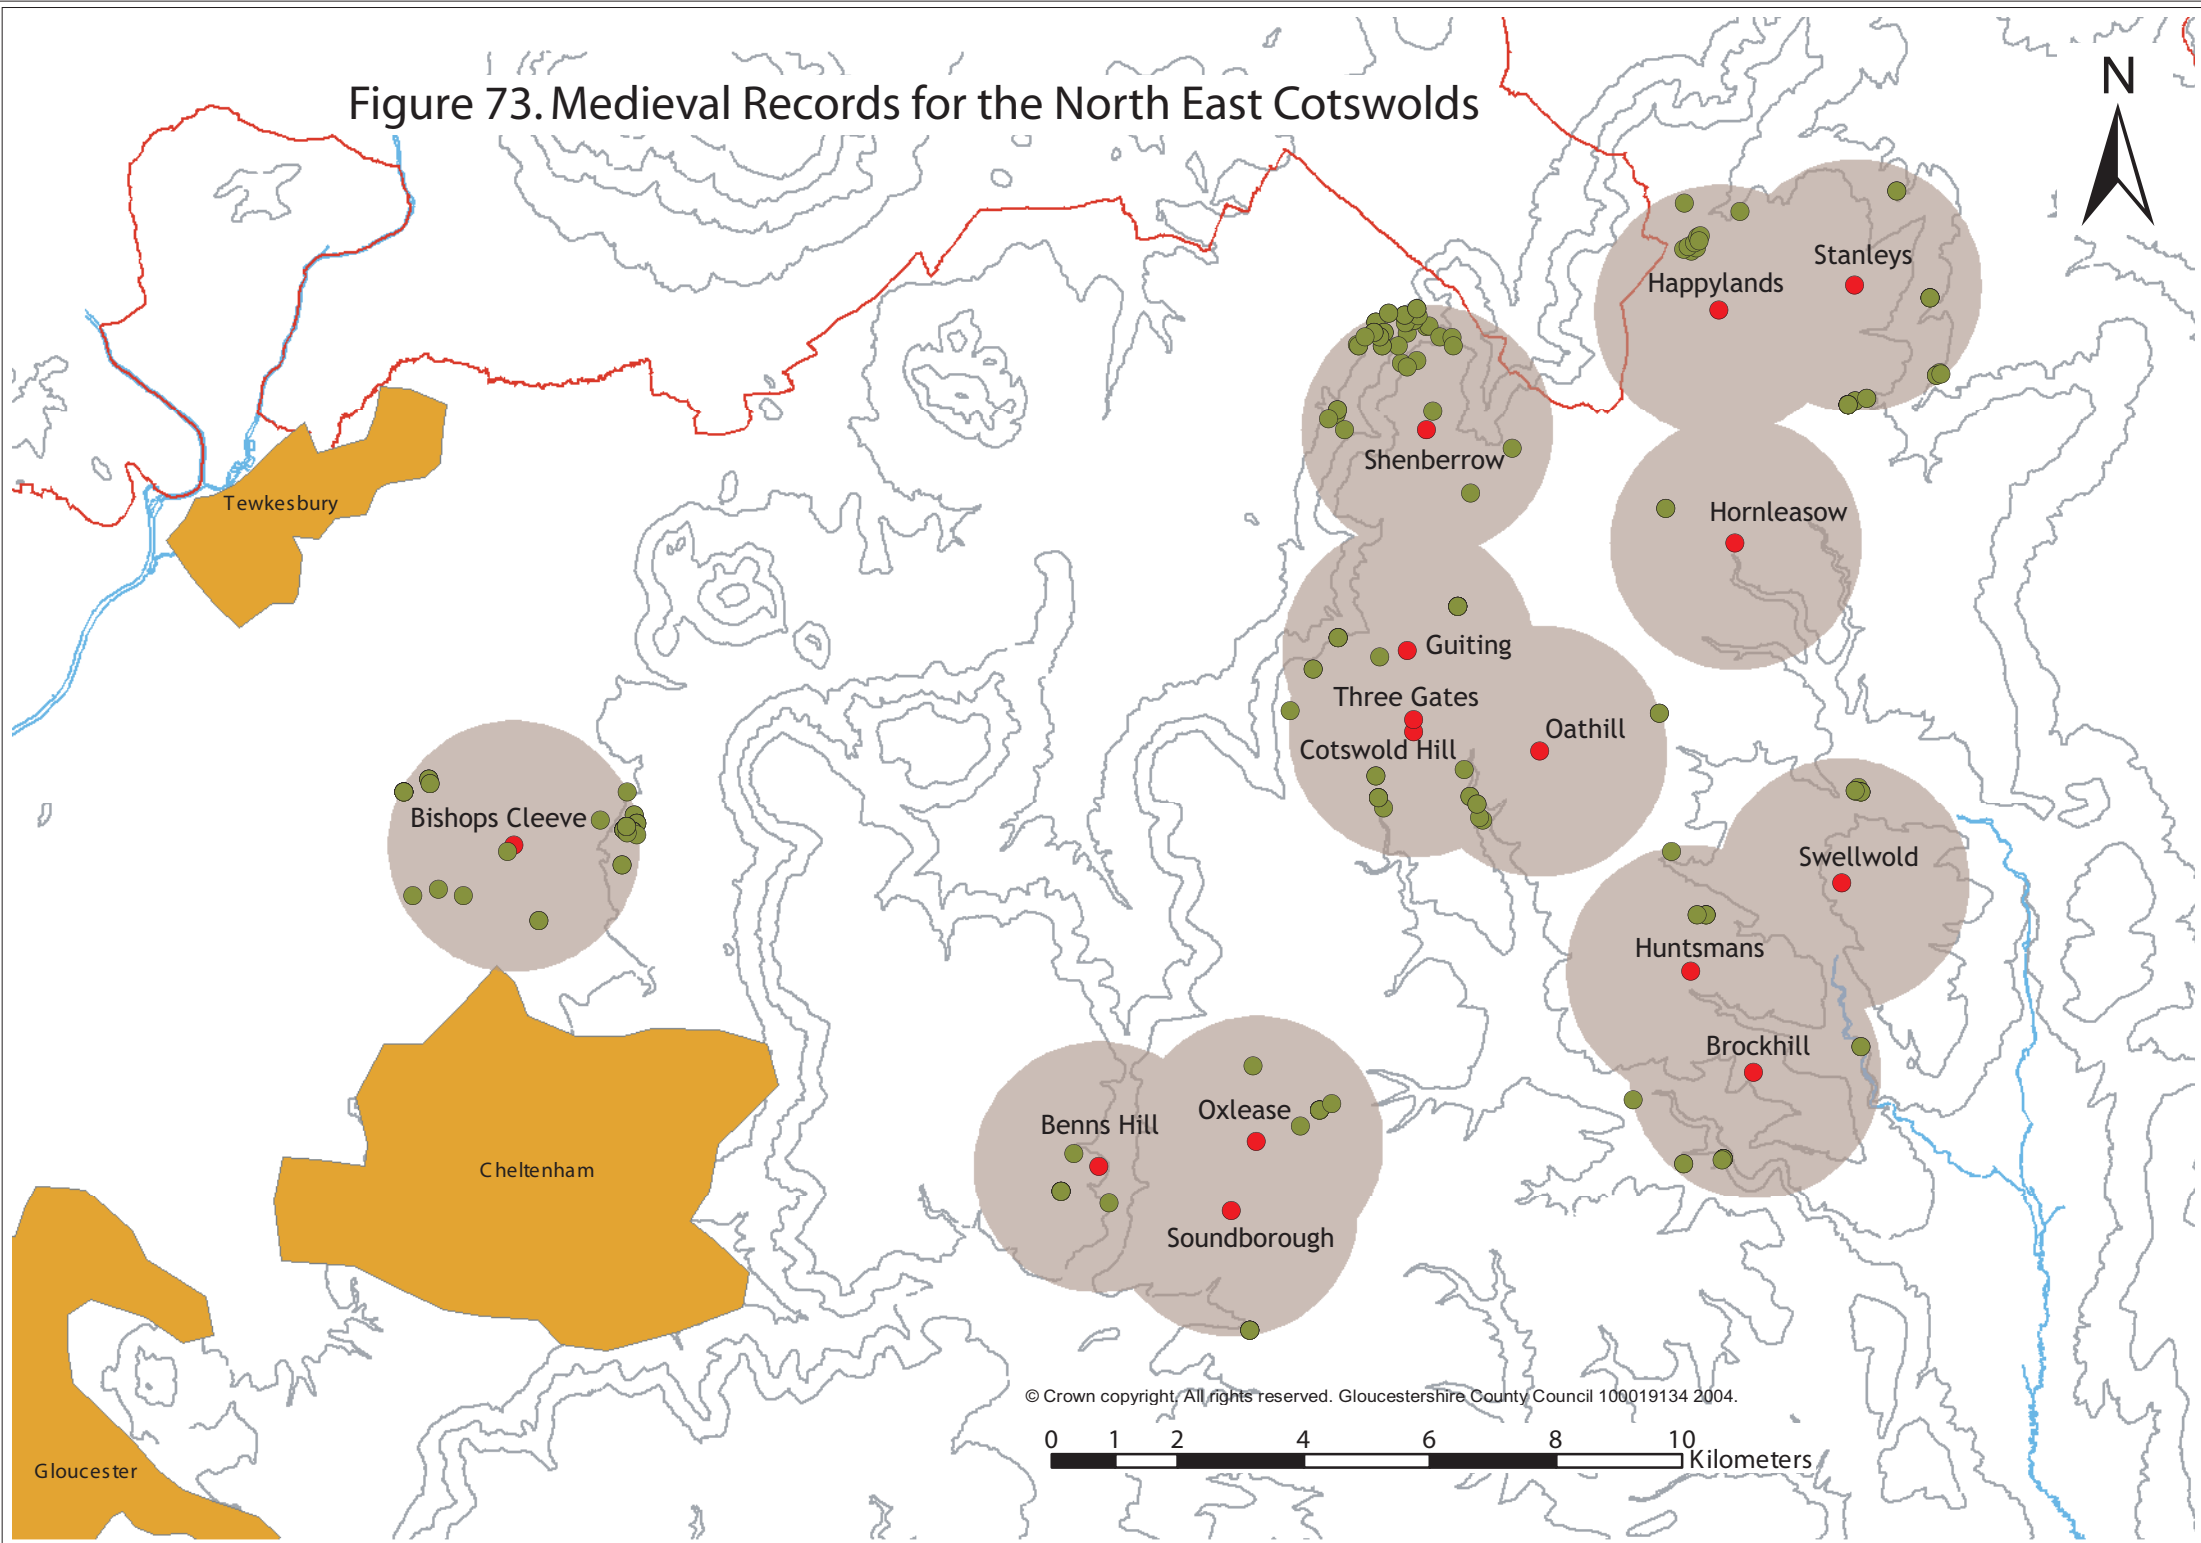 Figure 73. Medieval Records for the North East Cotswolds
N
Stanleys
Happylands
Shenberrow
Tewkesbury
Hornleasow
Guiting
Three Gates
Oathill
Cotswold Hill
Bishops Cleeve
Swellwold
Huntsmans
Brockhill
Oxlease
Benns Hill
Cheltenham
Soundborough
© Crown copyright. All rights reserved. Gloucestershire County Council 100019134 2004.
0 1 2 4 6 8 10
Kilometers
Gloucester